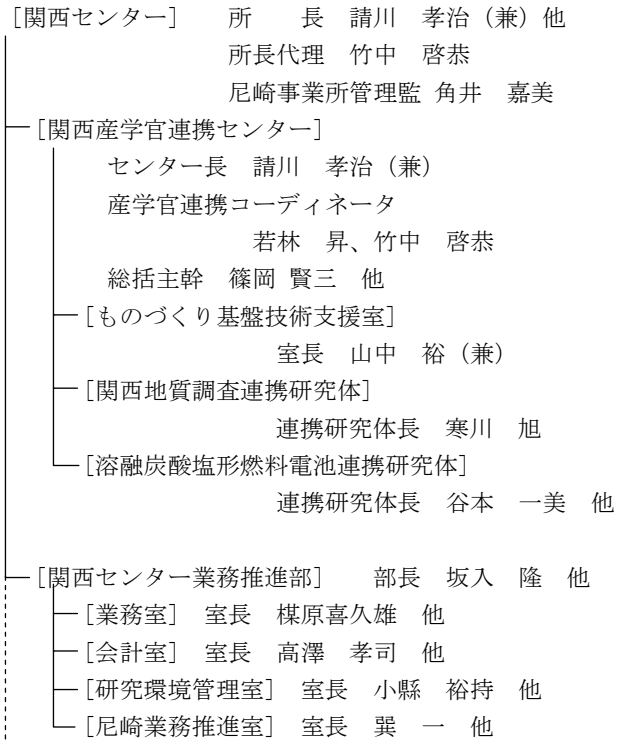 [関西センター]　　所　　長　請川　孝治（兼）他
所長代理　竹中　啓恭
尼崎事業所管理監 角井　嘉美
[関西産学官連携センター]
センター長　請川　孝治（兼）
産学官連携コーディネータ
若林　昇、竹中　啓恭
総括主幹　篠岡 賢三　他
[ものづくり基盤技術支援室]
室長　山中　裕（兼）
[関西地質調査連携研究体]
連携研究体長　寒川　旭
[溶融炭酸塩形燃料電池連携研究体]
連携研究体長　谷本　一美　他
[関西センター業務推進部]　　部長　坂入　隆　他
[業務室]　室長　楳原喜久雄　他
[会計室]　室長　高澤　孝司　他
[研究環境管理室]　室長　小縣　裕持　他
[尼崎業務推進室]　室長　巽　一　他